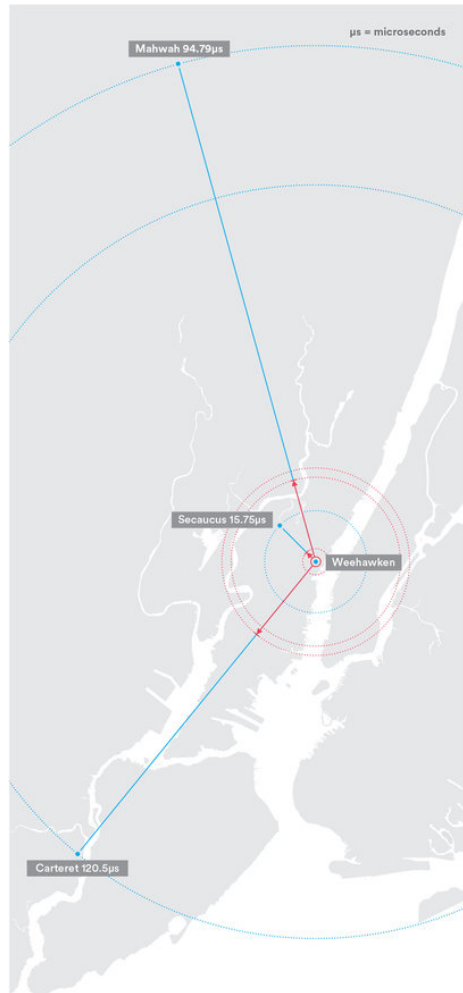 μs = microseconds
Mahwah 94.79μs
Secaucus 15.75μs
Weehawken
Carteret 120.5μs